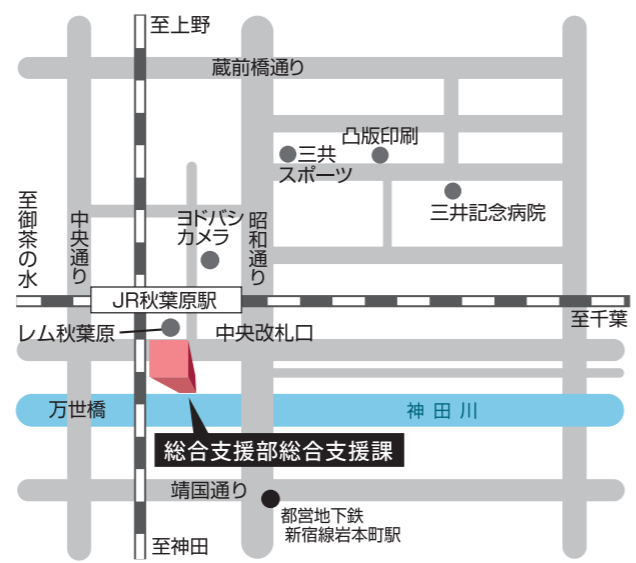 至上野
蔵前橋通り
凸版印刷
三共
スポーツ
三井記念病院
至御茶の水
中央通り
ヨドバシ
カメラ
昭和通り
JR秋葉原駅
至千葉
レム秋葉原
中央改札口
万世橋
神田川
総合支援部総合支援課
靖国通り
都営地下鉄
新宿線岩本町駅
至神田